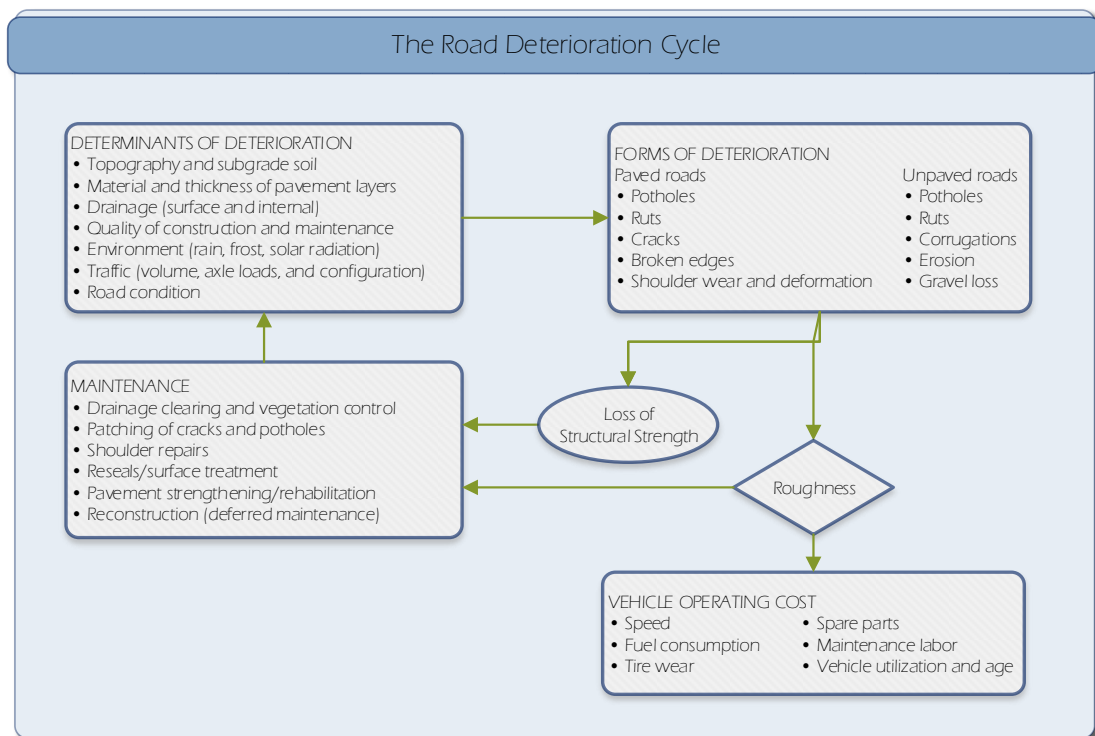 The Road Deterioration Cycle
DETERMINANTS OF DETERIORATION
• Topography and subgrade soil
• Material and thickness of pavement layers
• Drainage (surface and internal)
• Quality of construction and maintenance
• Environment (rain, frost, solar radiation)
• Traffic (volume, axle loads, and configuration)
• Road condition
FORMS OF DETERIORATION
Paved roads
• Potholes
• Ruts
• Cracks
• Broken edges
• Shoulder wear and deformation
Unpaved roads
• Potholes
• Ruts
• Corrugations
• Erosion
• Gravel loss
MAINTENANCE
• Drainage clearing and vegetation control
• Patching of cracks and potholes
• Shoulder repairs
• Reseals/surface treatment
• Pavement strengthening/rehabilitation
• Reconstruction (deferred maintenance)
Loss of
Structural Strength
Roughness
VEHICLE OPERATING COST
• Speed
• Fuel consumption
• Tire wear
• Spare parts
• Maintenance labor
• Vehicle utilization and age